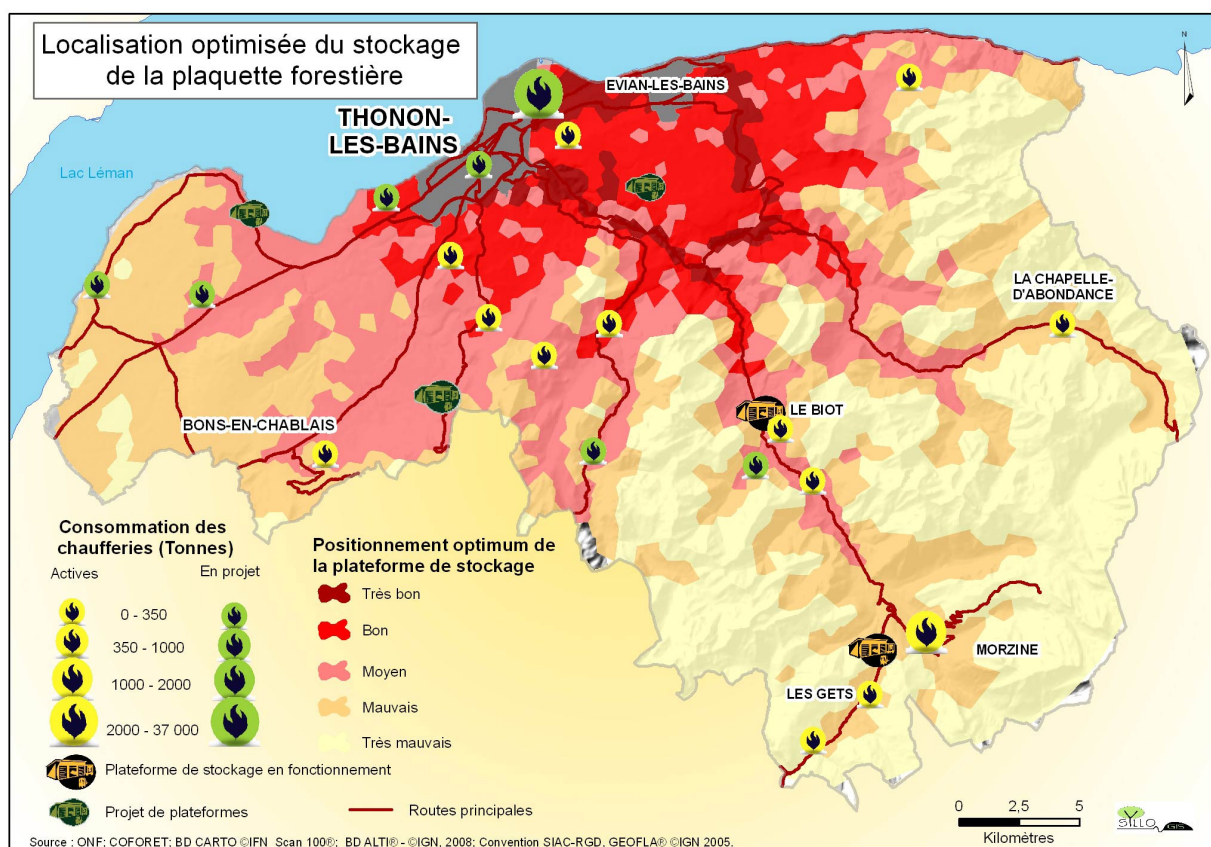 Localisation optimisée du stockage
de la plaquette forestière
N
EVIAN-LES-BAINS
THONON-
LES-BAINS
Lac Léman
LA CHAPELLE-
D'ABONDANCE
LE BIOT
BONS-EN-CHABLAIS
MORZINE
LES GETS
Consommation des
chaufferies (Tonnes)
Actives
En projet
0 - 350
350 - 1000
1000 - 2000
2000 - 37 000
Plateforme de stockage en fonctionnement
Projet de plateformes
Positionnement optimum de
la plateforme de stockage
Très bon
Bon
Moyen
Mauvais
Très mauvais
Routes principales
0 2,5 5
Kilomètres
SYLLO GIS
Source : ONF; COFORET; BD CARTO ©IFN Scan 100®; BD ALTI® - ©IGN, 2008; Convention SIAC-RGD, GEOFLA® ©IGN 2005.